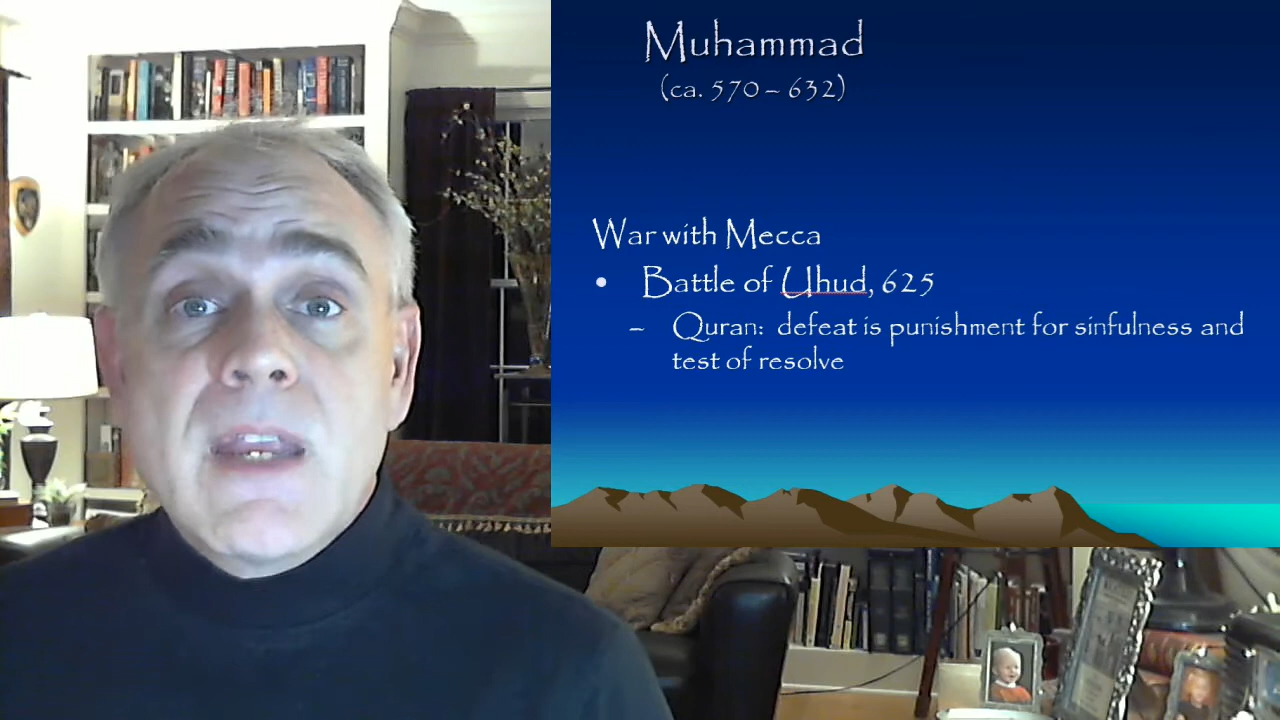 Muhammad
(ca. 570 – 632)
War with Mecca
• Battle of Uhud, 625
– Quran: defeat is punishment for sinfulness and
test of resolve